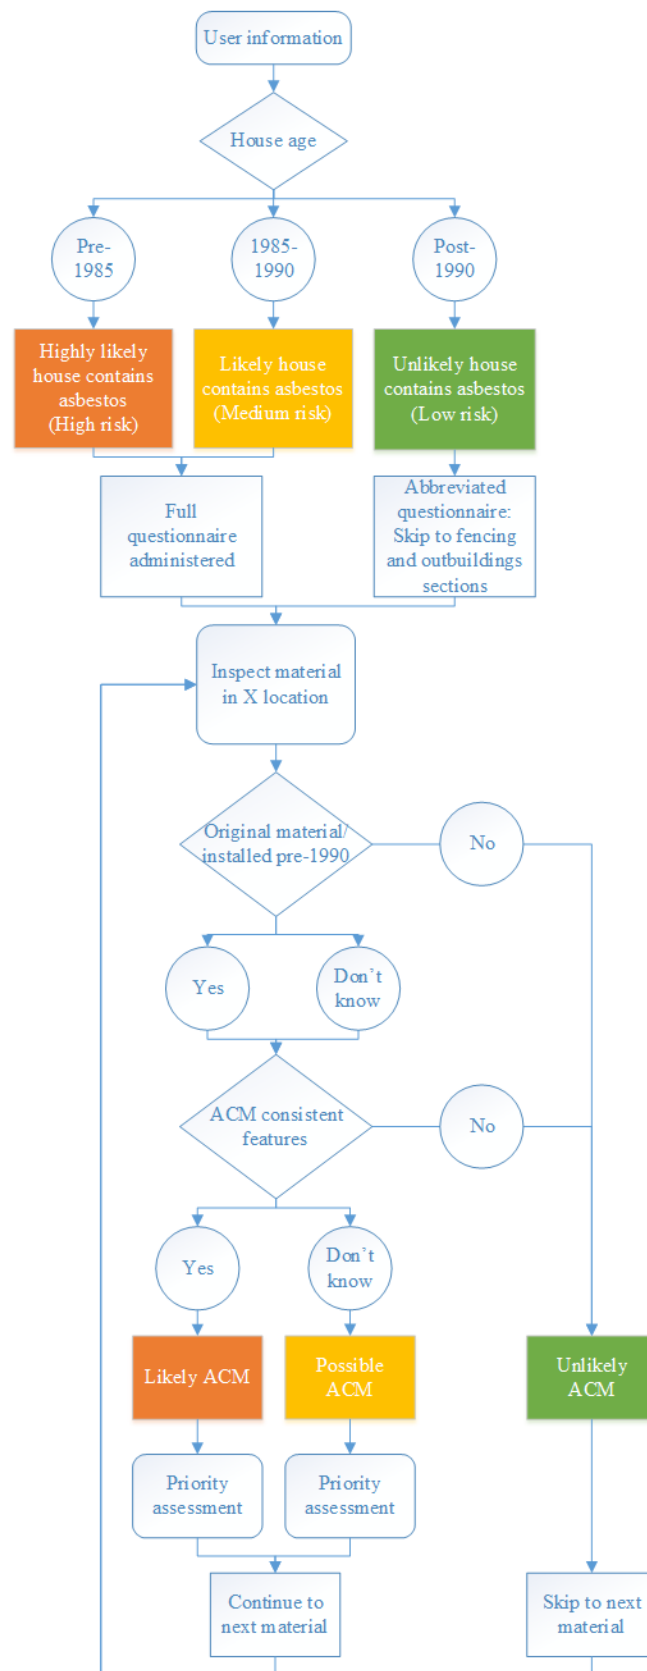 User information
House age
Pre-
1985
1985-
1990
Post-
1990
Highly likely
house contains
asbestos
(High risk)
Likely house
contains asbestos
(Medium risk)
Unlikely house
contains asbestos
(Low risk)
Full
questionnaire
administered
Abbreviated
questionnaire:
Skip to fencing
and outbuildings
sections
Inspect material
in X location
Original material/
installed pre-1990
No
Yes
Don't
know
ACM consistent
features
No
Yes
Don't
know
Likely ACM
Possible
ACM
Unlikely
ACM
Priority
assessment
Priority
assessment
Continue to
next material
Skip to next
material